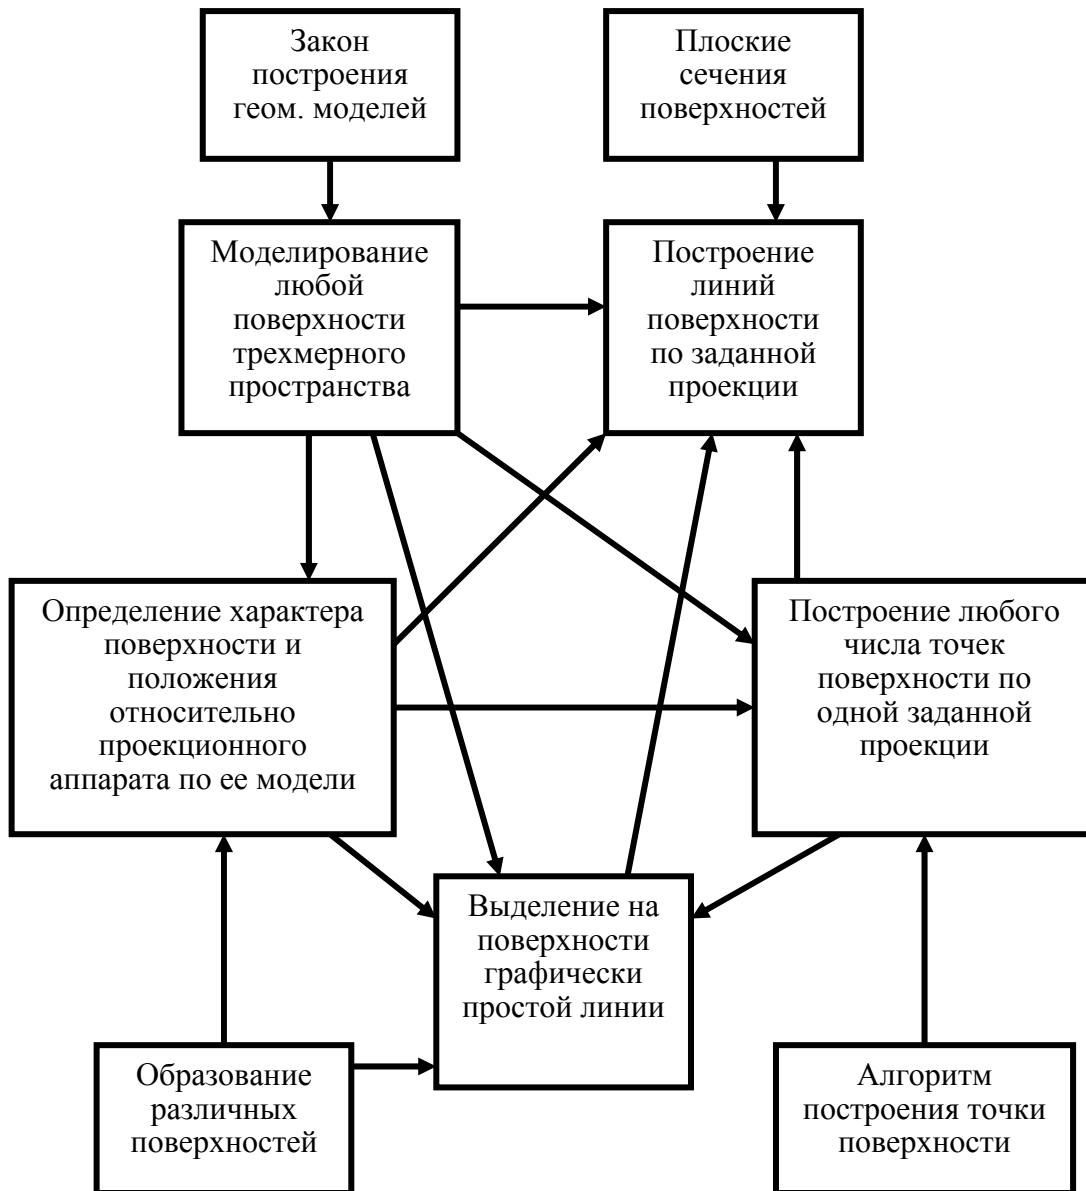 Закон
построения
геом. моделей
Плоские
сечения
поверхностей
Моделирование
любой
поверхности
трехмерного
пространства
Построение
линий
поверхности
по заданной
проекции
Определение характера
поверхности и
положения
относительно
проекционного
аппарата по ее модели
Построение любого
числа точек
поверхности по
одной заданной
проекции
Выделение на
поверхности
графически
простой линии
Образование
различных
поверхностей
Алгоритм
построения точки
поверхности